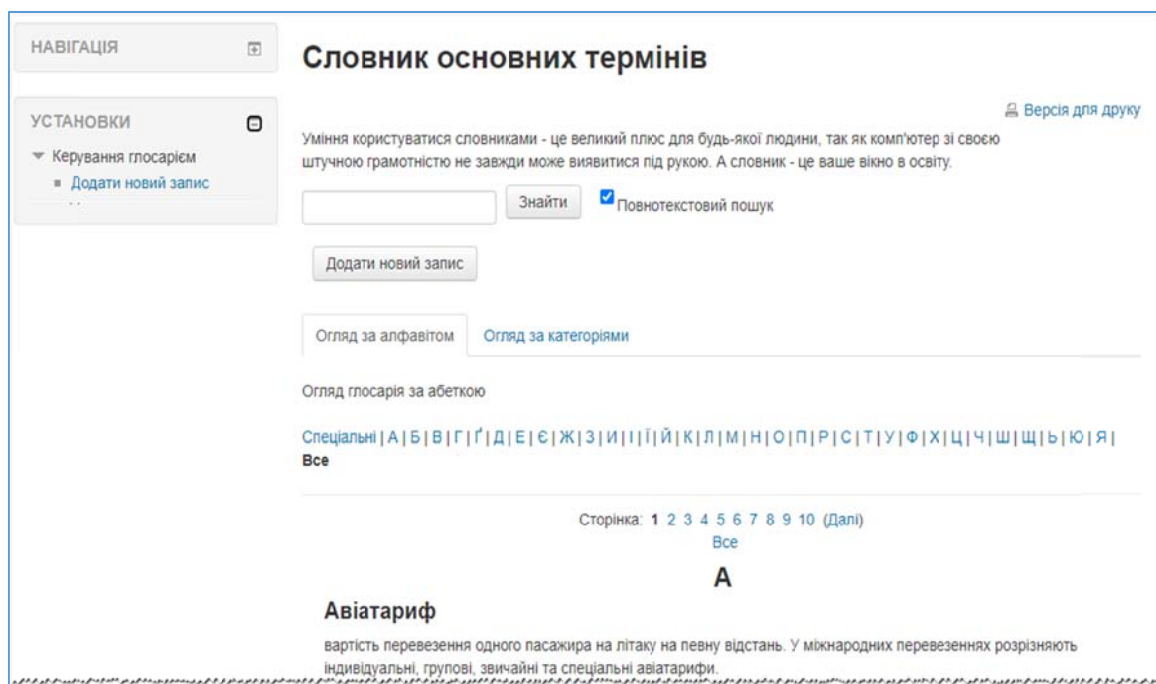 НАВІГАЦІЯ
УСТАНОВКИ
Керування глосарієм
Додати новий запис
Словник основних термінів
Версія для друку
Уміння користуватися словниками - це великий плюс для будь-якої людини, так як комп'ютер зі своєю
штучною грамотністю не завжди може виявитися під рукою. А словник - це ваше вікно в освіту.
Знайти Повнотекстовий пошук
Додати новий запис
Огляд за алфавітом Огляд за категоріями
Огляд глосарія за абеткою
Спеціальні | А | Б | В | Г | Ґ | Д | Е | Є | Ж | З | И | І | Ї | Й | К | Л | М | Н | О | П | Р | С | Т | У | Ф | Х | Ц | Ч | Ш | Щ | Ь | Ю | Я |
Все
Сторінка: 1 2 3 4 5 6 7 8 9 10 (Далі)
Все
А
Авіатариф
вартість перевезення одного пасажира на літаку на певну відстань. У міжнародних перевезеннях розрізняють
індивідуальні, групові, звичайні та спеціальні авіатарифи.